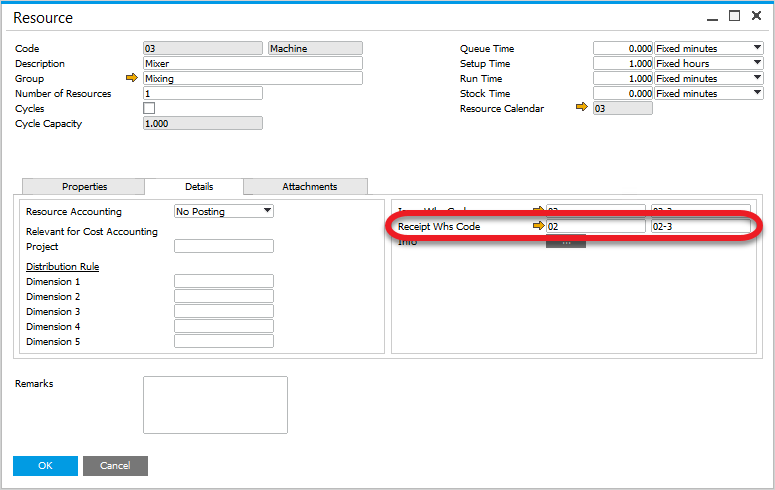 Resource
Code 03 Machine
Description Mixer
Group Mixing
Number of Resources 1
Cycles
Cycle Capacity 1.000
Queue Time 0.000 Fixed minutes
Setup Time 1.000 Fixed hours
Run Time 1.000 Fixed minutes
Stock Time 0.000 Fixed minutes
Resource Calendar 03
Properties Details Attachments
Resource Accounting No Posting
Relevant for Cost Accounting
Project
Distribution Rule
Dimension 1
Dimension 2
Dimension 3
Dimension 4
Dimension 5
Whs Code
Receipt Whs Code 02 02-3
Info ...
Remarks
OK Cancel